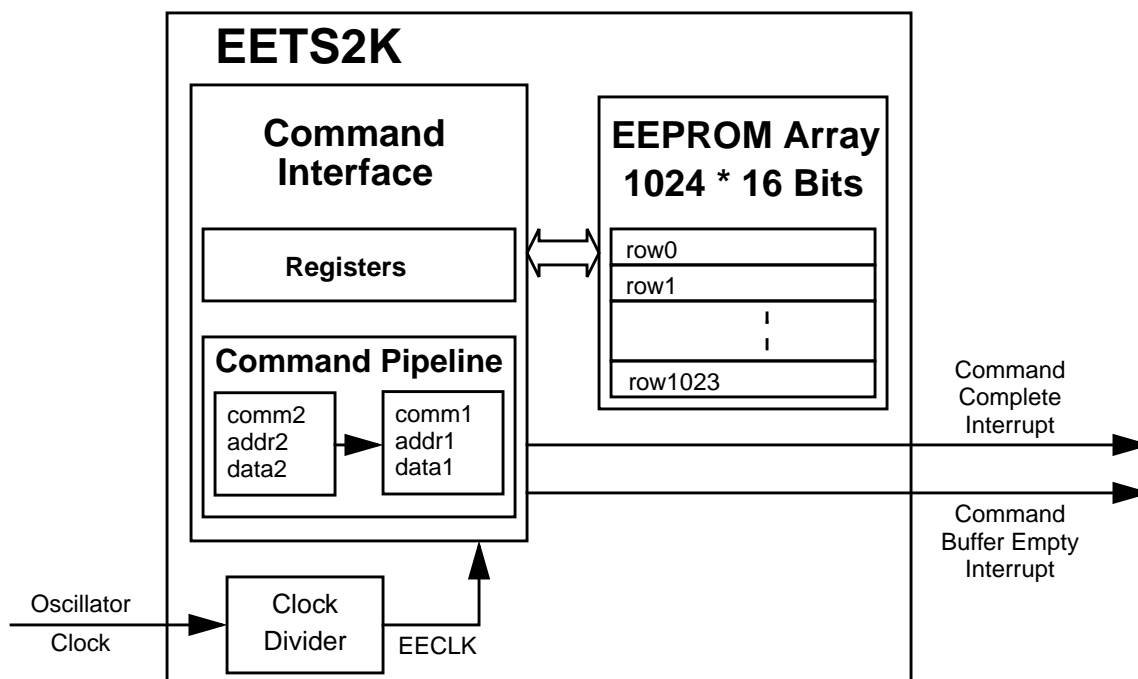 EETS2K
Command
Interface
Registers
Command Pipeline
comm2
addr2
data2
comm1
addr1
data1
EEPROM Array
1024 * 16 Bits
row0
row1
row1023
Command
Complete
Interrupt
Command
Buffer Empty
Interrupt
Oscillator
Clock
Clock
Divider
EECLK